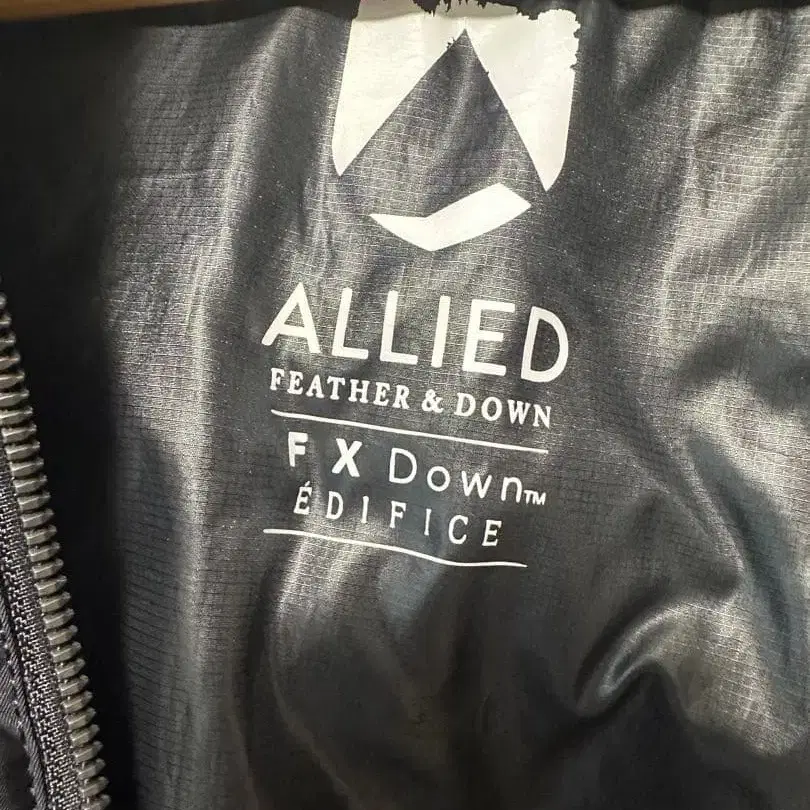 ALLIED
FEATHER & DOWN
FX Down™
ÉDIFICE